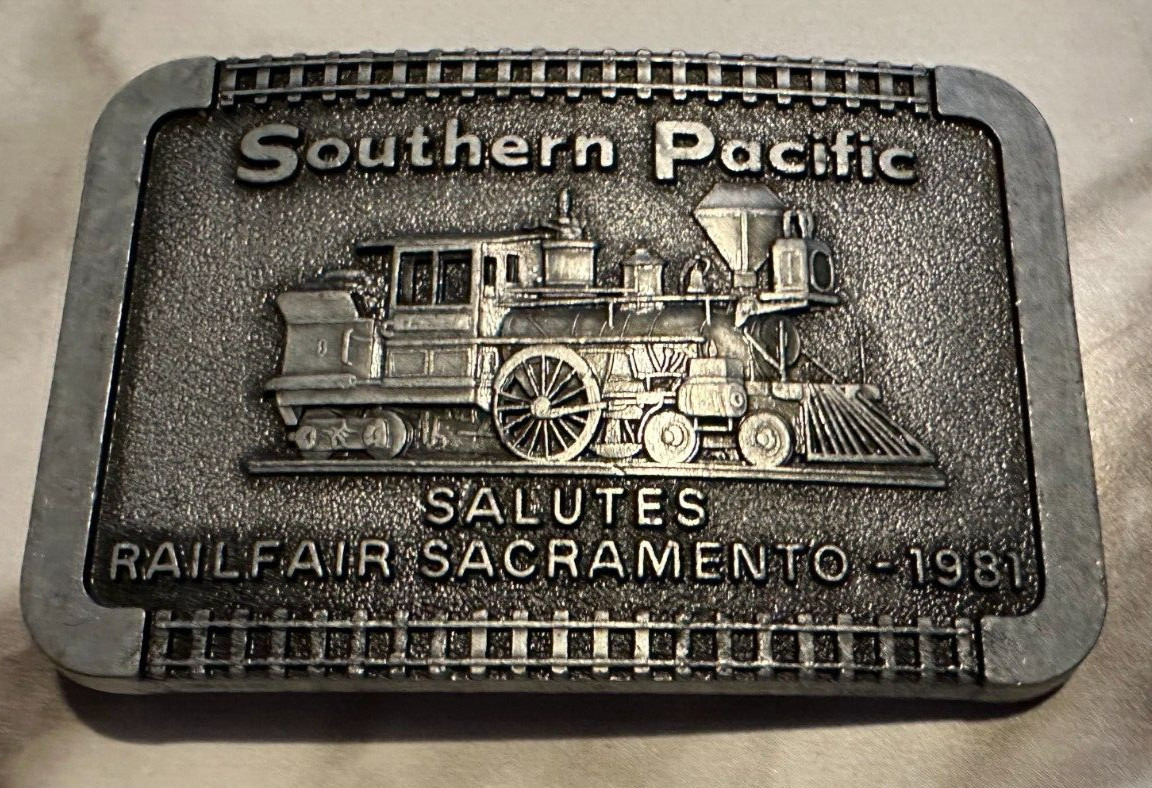 Southern Pacific
SALUTES
RAILFAIR SACRAMENTO - 1981